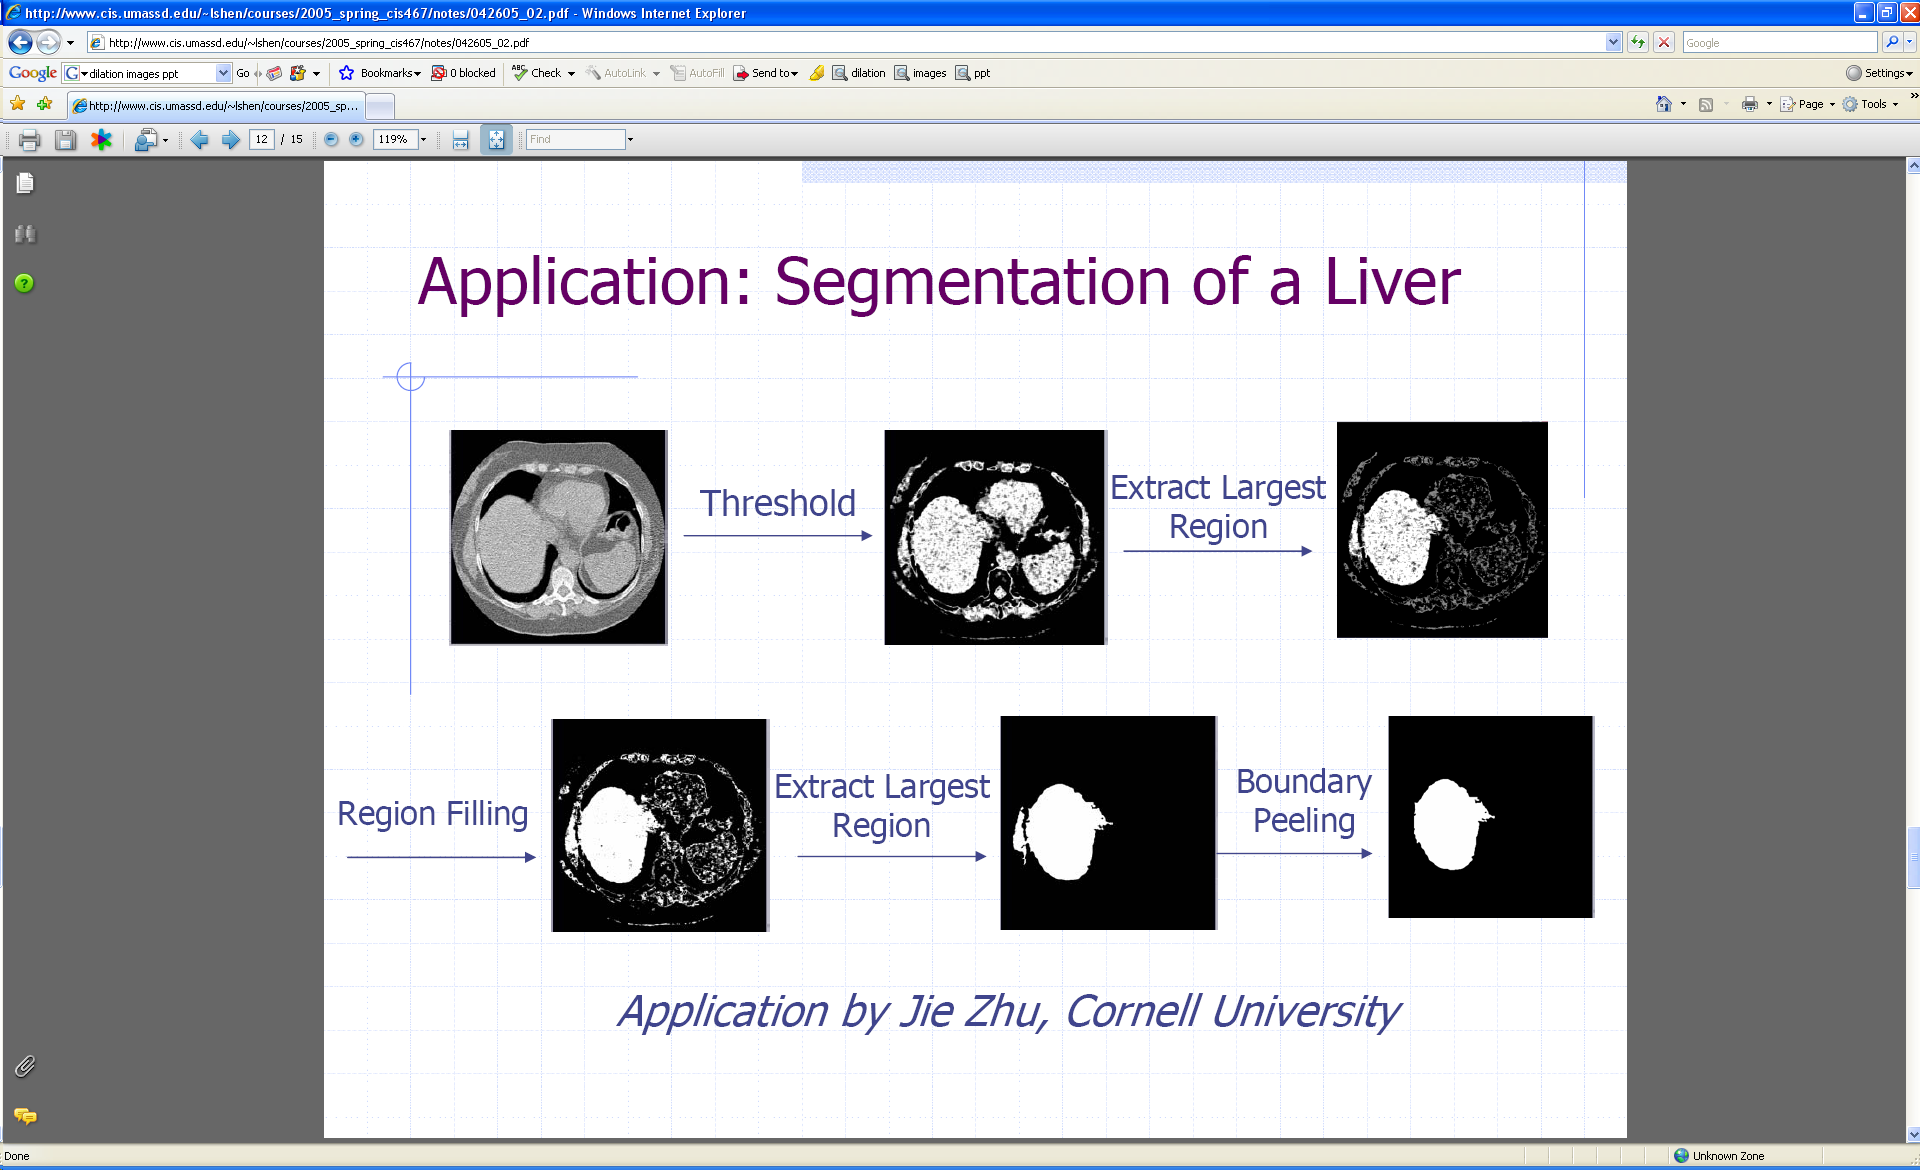 http://www.cis.umassd.edu/~lshen/courses/2005_spring_cis467/notes/042605_02.pdf - Windows Internet Explorer
http://www.cis.umassd.edu/~lshen/courses/2005_spring_cis467/notes/042605_02.pdf
Google
Google dilation images ppt Go Bookmarks 0 blocked Check AutoLink AutoFill Send to dilation images ppt Settings
http://www.cis.umassd.edu/~lshen/courses/2005_sp... Page Tools
12 / 15 119% Find
Application: Segmentation of a Liver
Threshold
Extract Largest
Region
Region Filling
Extract Largest
Region
Boundary
Peeling
Application by Jie Zhu, Cornell University
Done Unknown Zone